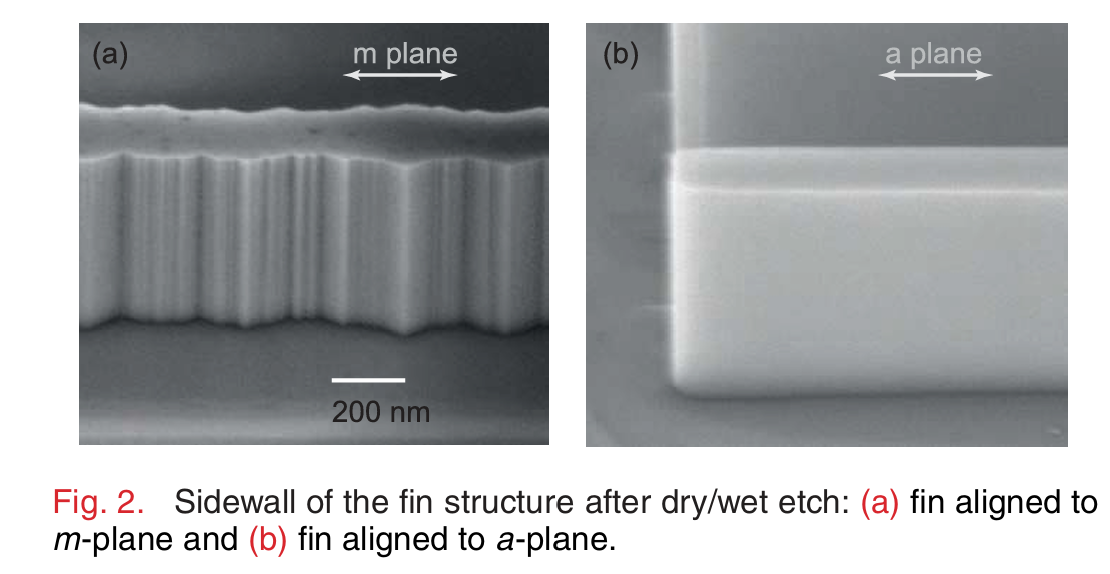 (a)
m plane
200 nm
(b)
a plane
Fig. 2. Sidewall of the fin structure after dry/wet etch: (a) fin aligned to
m-plane and (b) fin aligned to a-plane.